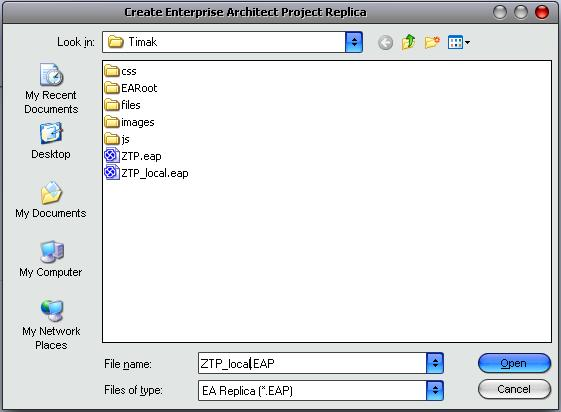 Create Enterprise Architect Project Replica
Look in: Timak
css
EARoot
files
images
js
ZTP.eap
ZTP_local.eap
My Recent
Documents
Desktop
My Documents
My Computer
My Network
Places
File name: ZTP_local.EAP
Open
Files of type: EA Replica (*.EAP)
Cancel